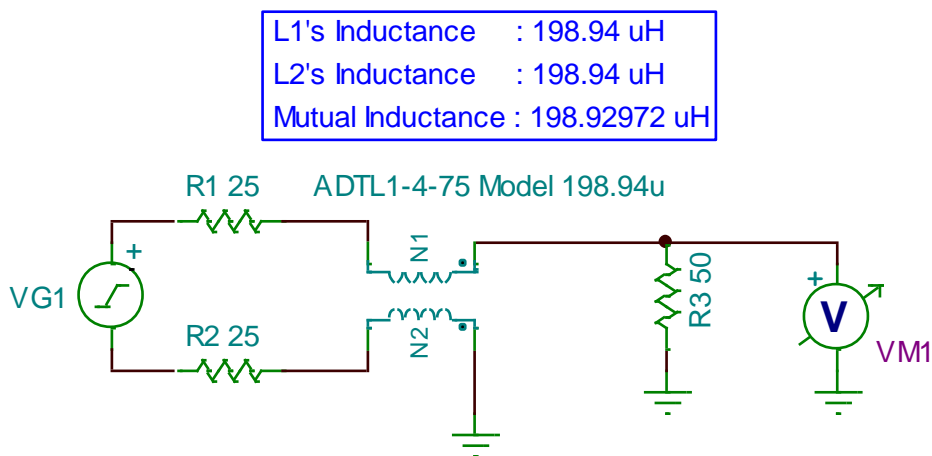 L1's Inductance : 198.94 uH
L2's Inductance : 198.94 uH
Mutual Inductance : 198.92972 uH
R1 25
ADTL1-4-75 Model 198.94u
N1
+
VG1
R2 25
N2
R3 50
+
V
VM1